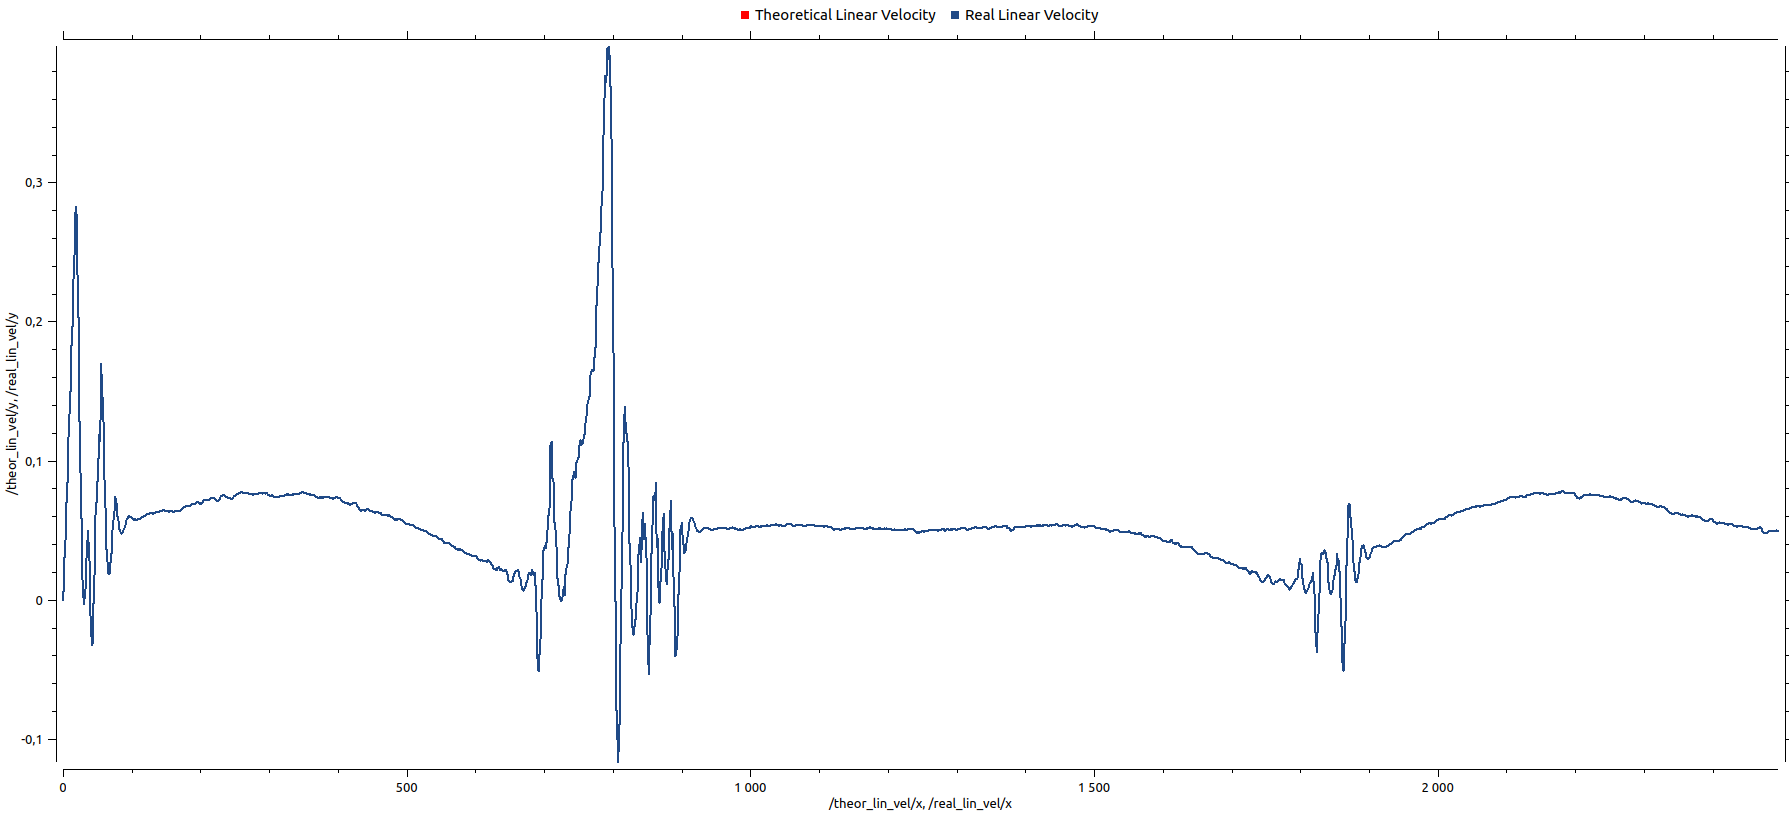 Theoretical Linear Velocity Real Linear Velocity
/theor_lin_vel/y, /real_lin_vel/y
0,3
0,2
0,1
0
-0,1
0 500 1 000 1 500 2 000
/theor_lin_vel/x, /real_lin_vel/x